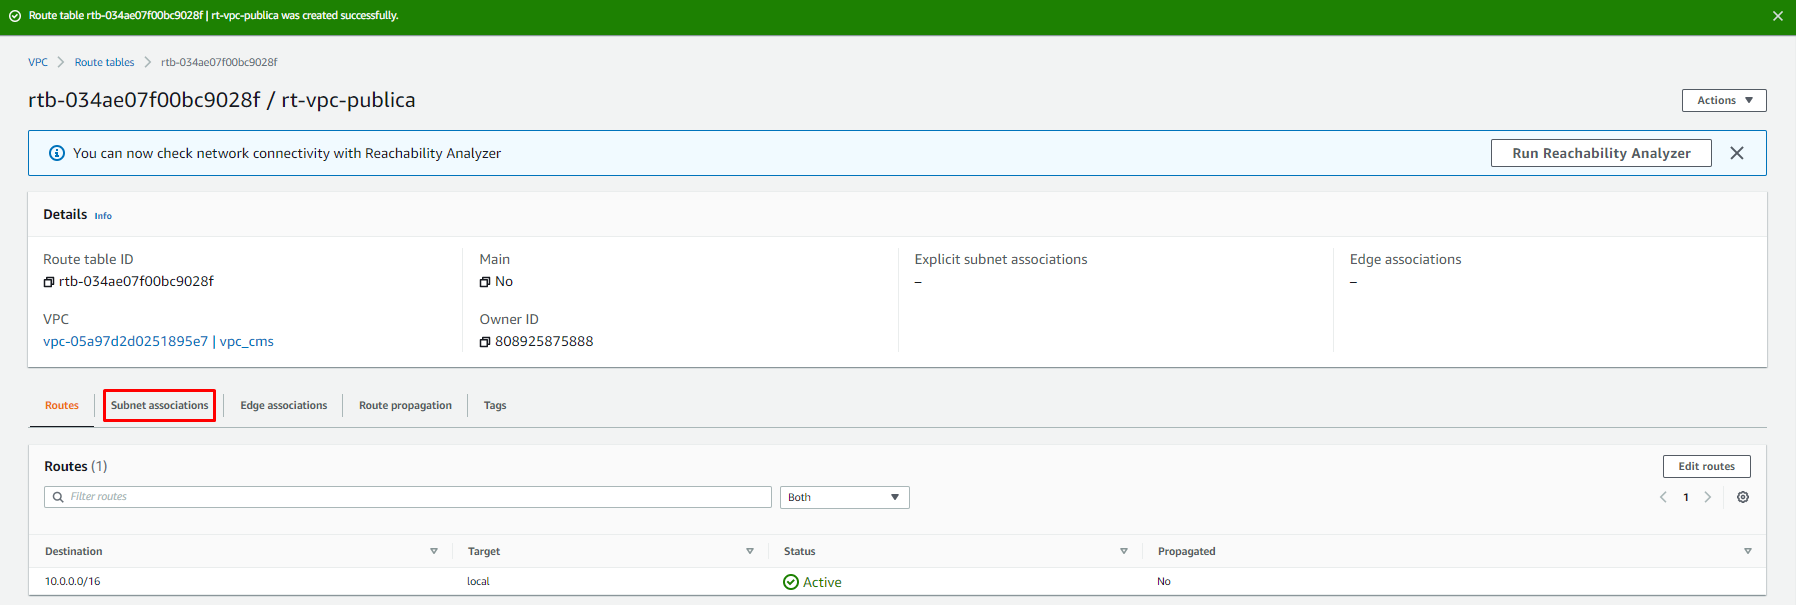 Route table rtb-034ae07f00bc9028f | rt-vpc-publica was created successfully.
VPC > Route tables > rtb-034ae07f00bc9028f
rtb-034ae07f00bc9028f / rt-vpc-publica
Actions
You can now check network connectivity with Reachability Analyzer
Run Reachability Analyzer
Details Info
Route table ID
rtb-034ae07f00bc9028f
VPC
vpc-05a97d2d0251895e7 | vpc_cms
Main
No
Owner ID
808925875888
Explicit subnet associations
–
Edge associations
–
Routes
Subnet associations
Edge associations
Route propagation
Tags
Routes (1)
Edit routes
Filter routes
Both
1
Destination Target Status Propagated
10.0.0.0/16 local Active No